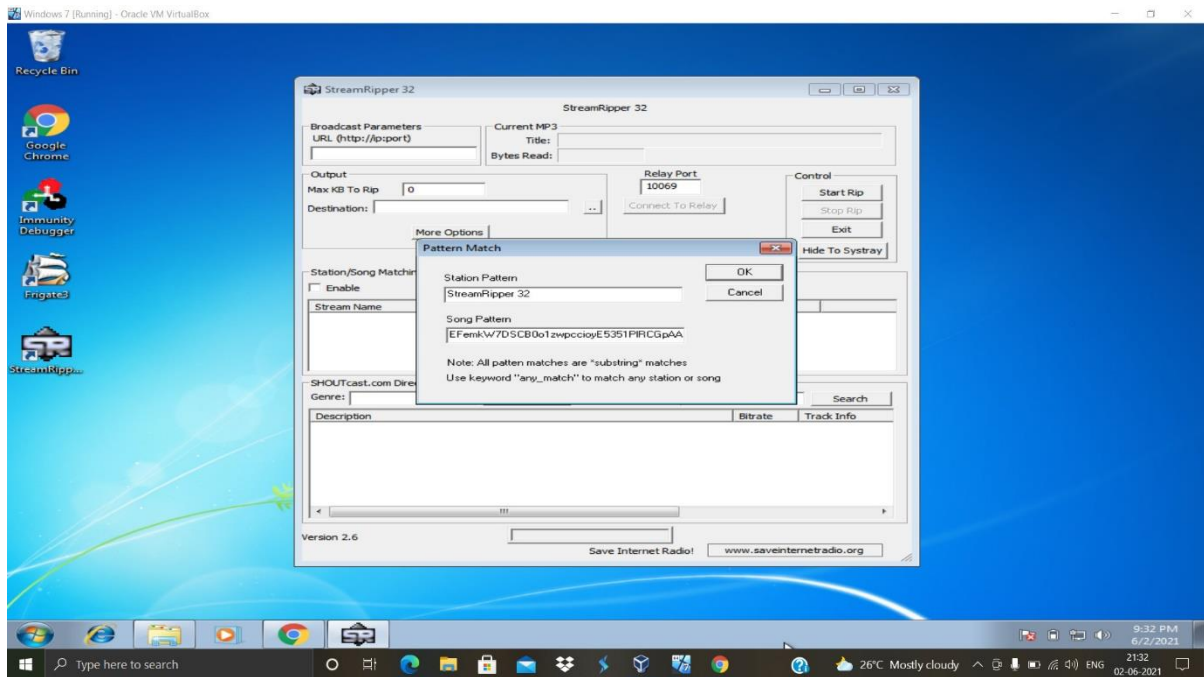 Windows 7 [Running] - Oracle VM VirtualBox
Recycle Bin
Google
Chrome
Immunity
Debugger
Frigate3
StreamRipp...
StreamRipper 32
StreamRipper 32
Broadcast Parameters
URL (http://ip:port)
Current MP3
Title:
Bytes Read:
Output
Max KB To Rip 0
Destination:
..
More Options
Relay Port
10069
Connect To Relay
Control
Start Rip
Stop Rip
Exit
Hide To Systray
Pattern Match
Station Pattern
StreamRipper 32
Song Pattern
EFemkW7DSCB0o1zwpccioyE5351PIRCGpAA
Note: All patten matches are "substring" matches
Use keyword "any_match" to match any station or song
OK
Cancel
Station/Song Matchin
Enable
Stream Name
SHOUTcast.com Dire
Genre:
Search
Description Bitrate Track Info
Version 2.6
Save Internet Radio! www.saveinternetradio.org
9:32 PM
6/2/2021
Type here to search
26°C Mostly cloudy
ENG
21:32
02-06-2021